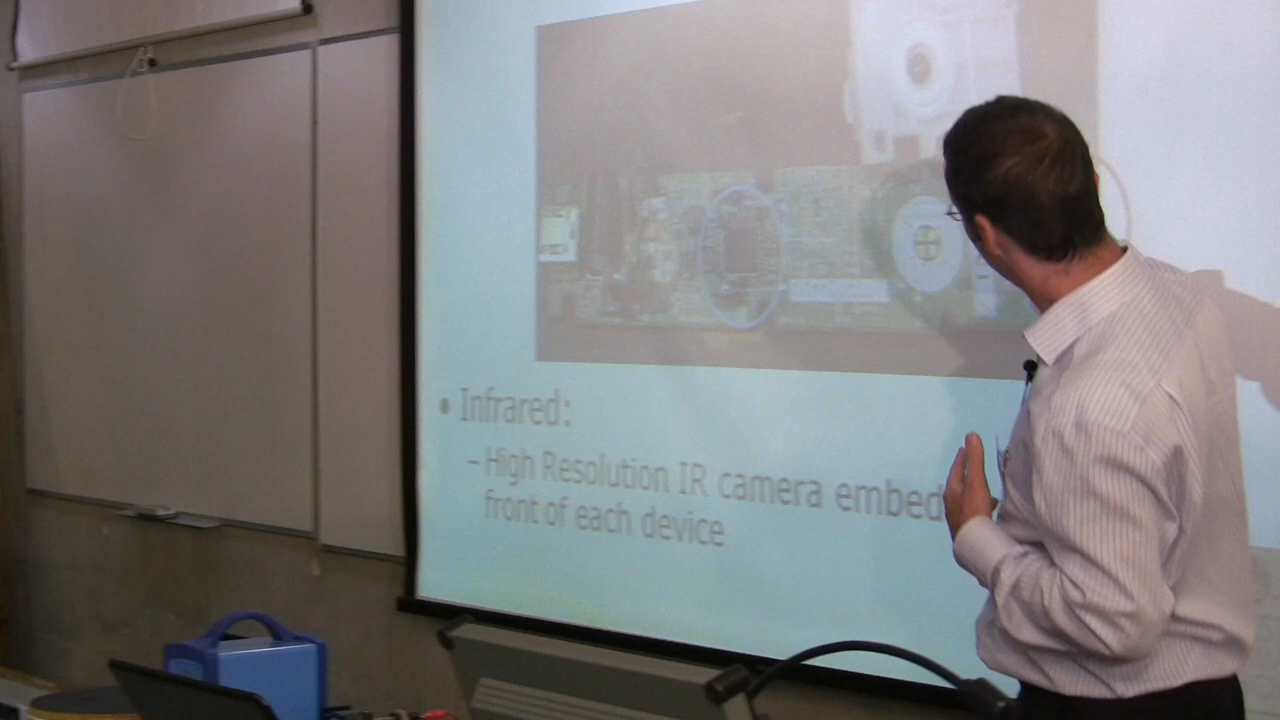 • Infrared:
– High Resolution IR camera embed
front of each device